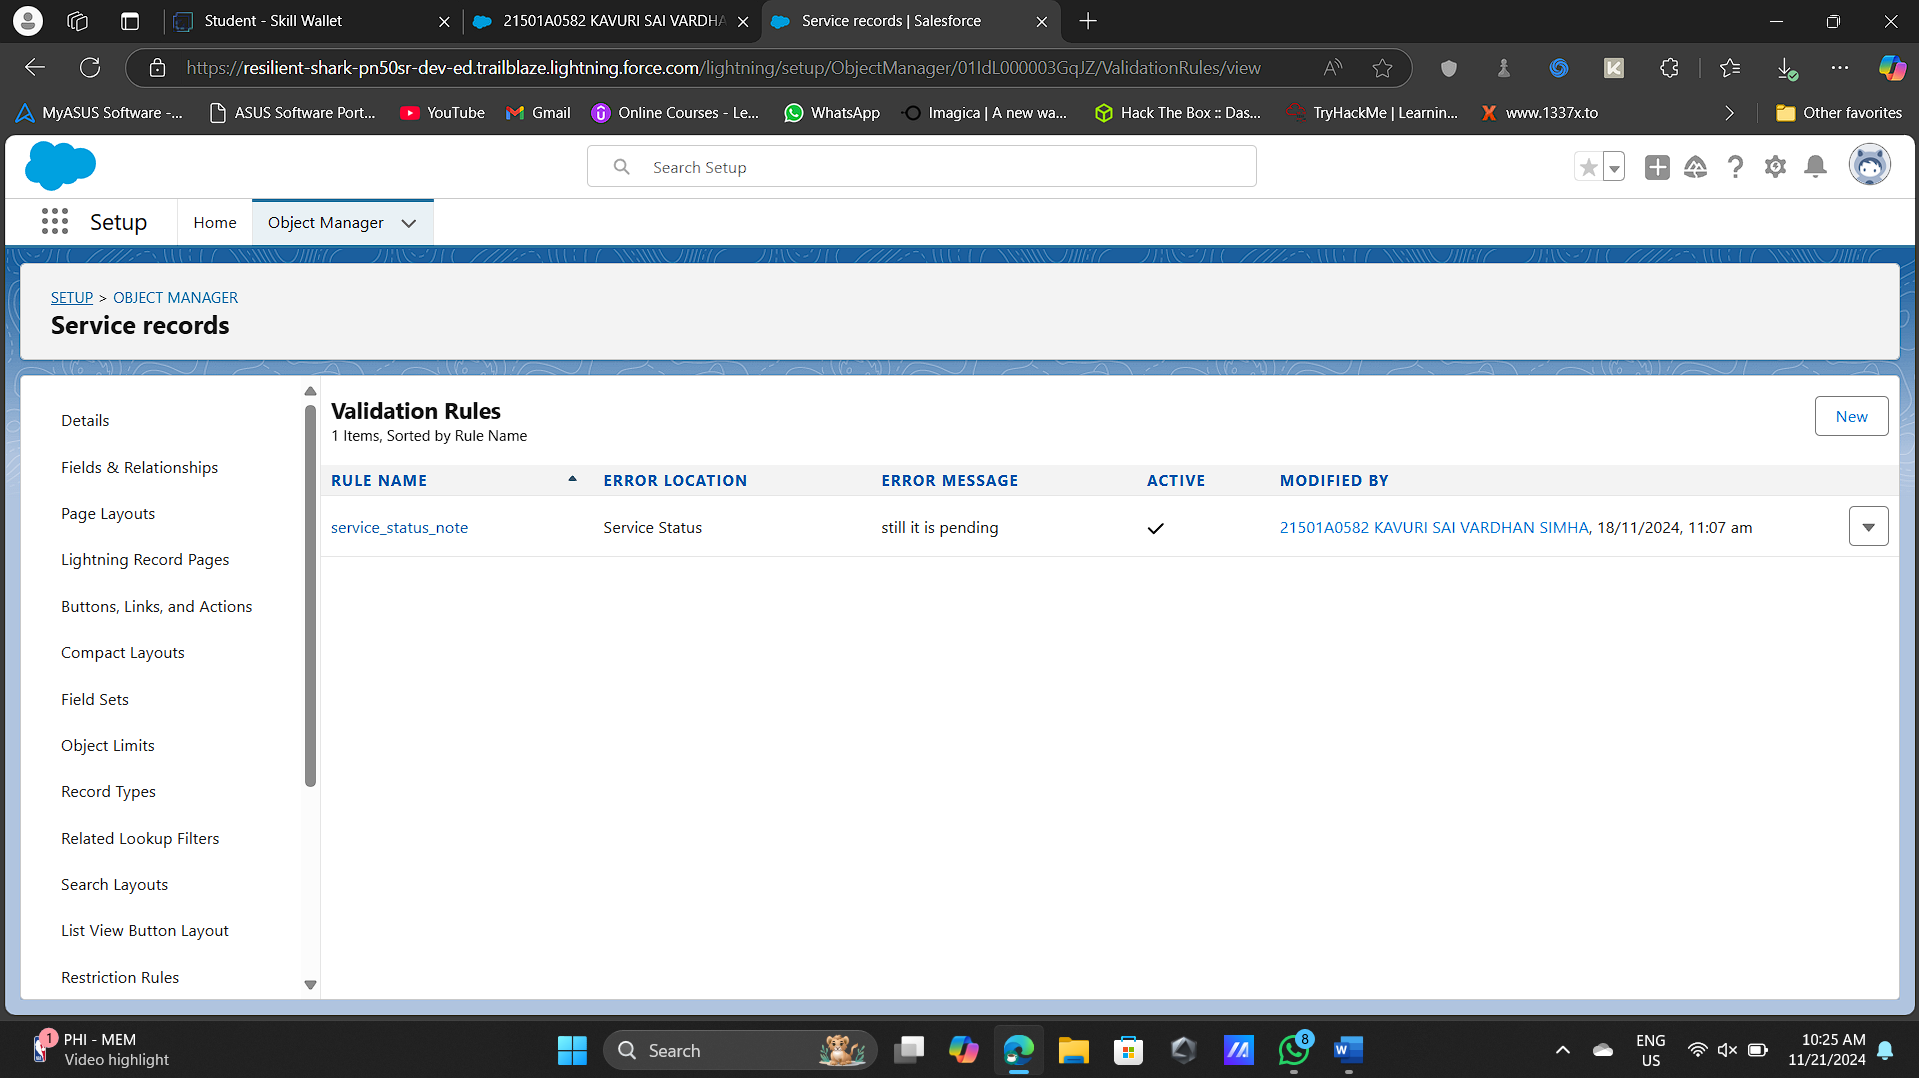 Student - Skill Wallet
21501A0582 KAVURI SAI VARDHA
Service records | Salesforce
https://resilient-shark-pn50sr-dev-ed.trailblaze.lightning.force.com/lightning/setup/ObjectManager/01IdL000003GqJZ/ValidationRules/view
MyASUS Software -...
ASUS Software Port...
YouTube
Gmail
Online Courses - Le...
WhatsApp
Imagica | A new wa...
Hack The Box :: Das...
TryHackMe | Learnin...
www.1337x.to
Other favorites
Search Setup
Setup
Home
Object Manager
SETUP > OBJECT MANAGER
Service records
Details
Fields & Relationships
Page Layouts
Lightning Record Pages
Buttons, Links, and Actions
Compact Layouts
Field Sets
Object Limits
Record Types
Related Lookup Filters
Search Layouts
List View Button Layout
Restriction Rules
Validation Rules
1 Items, Sorted by Rule Name
New
RULE NAME ERROR LOCATION ERROR MESSAGE ACTIVE MODIFIED BY
service_status_note Service Status still it is pending 21501A0582 KAVURI SAI VARDHAN SIMHA, 18/11/2024, 11:07 am
1
PHI - MEM
Video highlight
Search
8
ENG
US
10:25 AM
11/21/2024